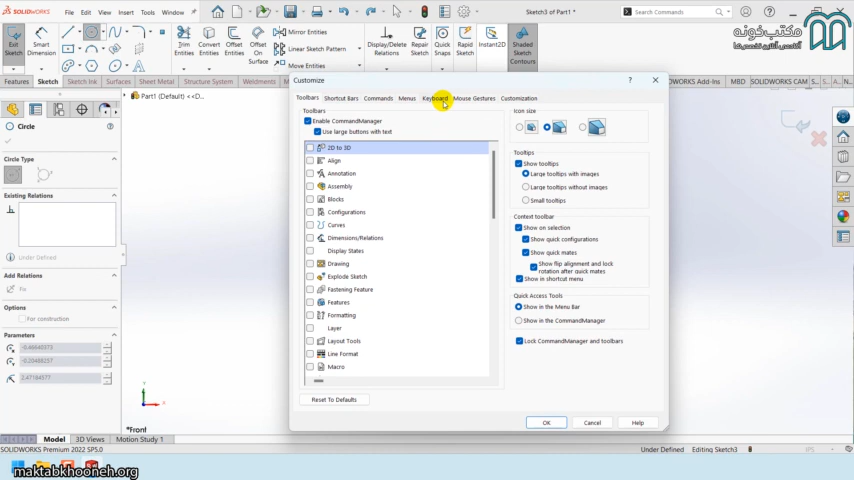 SOLIDWORKS
Sketch3 of Part1 *
Search Commands
مکتب‌خونه
Exit Sketch
Smart Dimension
Trim Entities
Convert Entities
Offset Entities
Offset On Surface
Mirror Entities
Linear Sketch Pattern
Move Entities
Display/Delete Relations
Repair Sketch
Quick Snaps
Rapid Sketch
Instant2D
Shaded Sketch Contours
Features
Sketch
Sketch Ink
Surfaces
Sheet Metal
Structure System
Weldments
SOLIDWORKS Add-Ins
MBD
SOLIDWORKS CAM
Part1 (Default) <<D...
Circle
Circle Type
Existing Relations
Under Defined
Add Relations
Fix
Options
For construction
Parameters
-0.46648373
-0.20488257
2.47184577
Customize
Toolbars
Shortcut Bars
Commands
Menus
Keyboard
Mouse Gestures
Customization
Toolbars
Enable CommandManager
Use large buttons with text
2D to 3D
Align
Annotation
Assembly
Blocks
Configurations
Curves
Dimensions/Relations
Display States
Drawing
Explode Sketch
Fastening Feature
Features
Formatting
Layer
Layout Tools
Line Format
Macro
Reset To Defaults
Icon size
Tooltips
Show tooltips
Large tooltips with images
Large tooltips without images
Small tooltips
Context toolbar
Show on selection
Show quick configurations
Show quick mates
Show flip alignment and lock
rotation after quick mates
Show in shortcut menu
Quick Access Tools
Show in the Menu Bar
Show in the CommandManager
Lock CommandManager and toolbars
OK
Cancel
Help
Y
X
*Front
Model
3D Views
Motion Study 1
SOLIDWORKS Premium 2022 SP5.0
Under Defined
Editing Sketch3
IPS
maktabkhooneh.org